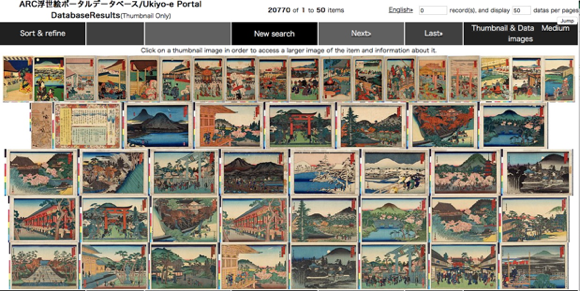 ARC浮世絵ポータルデータベース/Ukiyo-e Portal
DatabaseResults(Thumbnail Only)
20770 of 1 to 50 items
English▸ 0 record(s), and display 50 datas per pages
Jump
Sort & refine
New search
Next▸
Last▸
Thumbnail & Data Medium images
Click on a thumbnail image in order to access a larger image of the item and information about it.